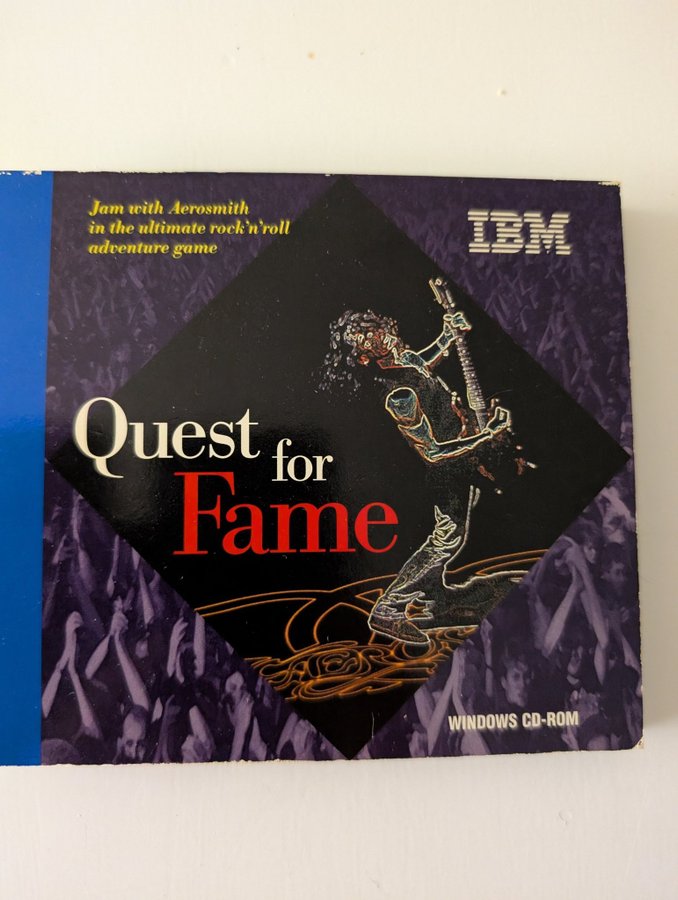 Jam with Aerosmith
in the ultimate rock'n'roll
adventure game
IBM
Quest for
Fame
WINDOWS CD-ROM